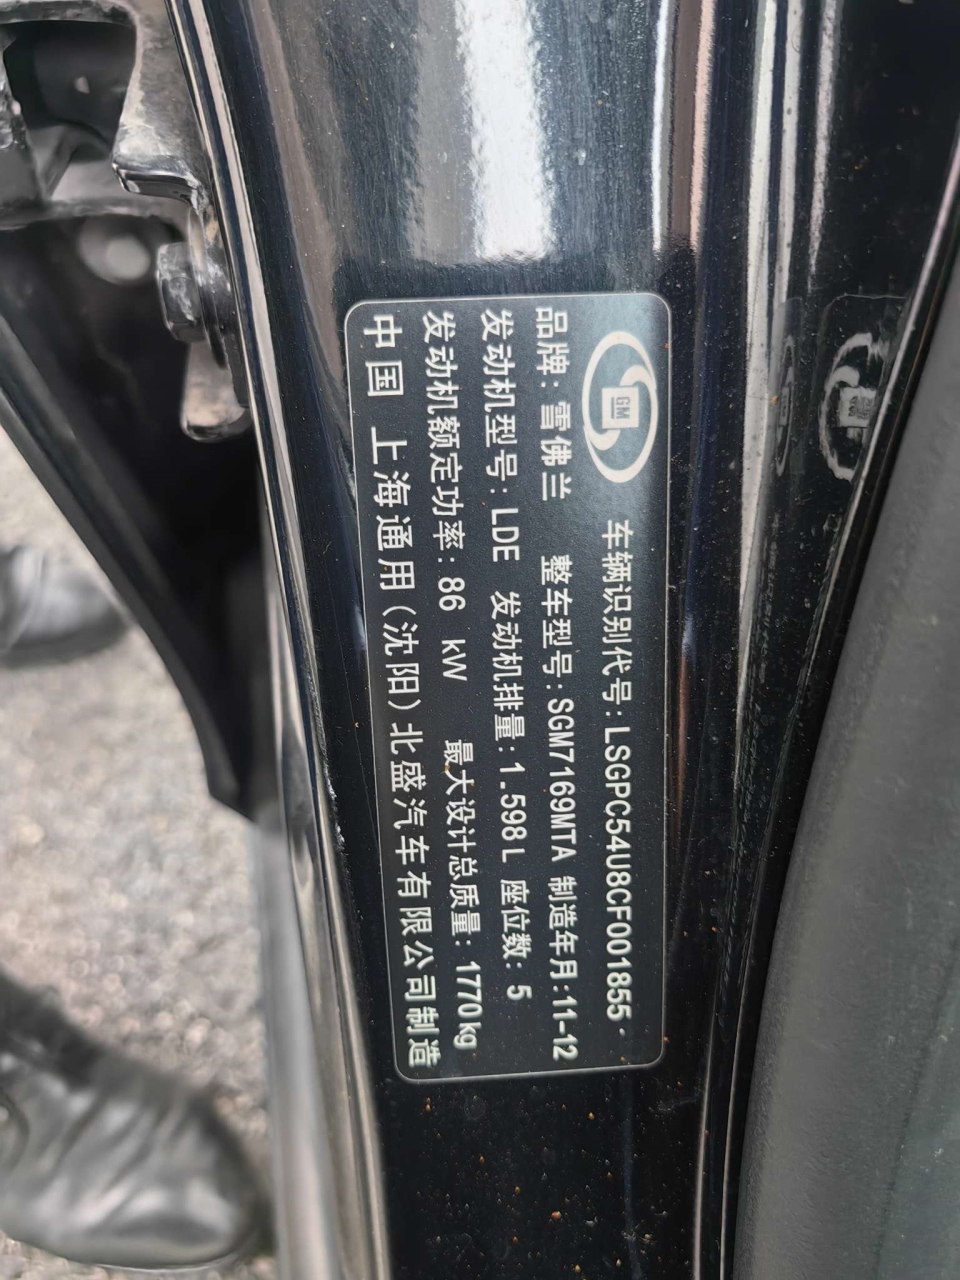 GM 车辆识别代号:LSGPC54U8CF001855
品牌: 雪佛兰 整车型号:SGM7169MTA 制造年月:11-12
发动机型号:LDE 发动机排量:1.598L 座位数:5
发动机额定功率:86 kW 最大设计总质量:1770kg
中国 上海通用(沈阳)北盛汽车有限公司制造